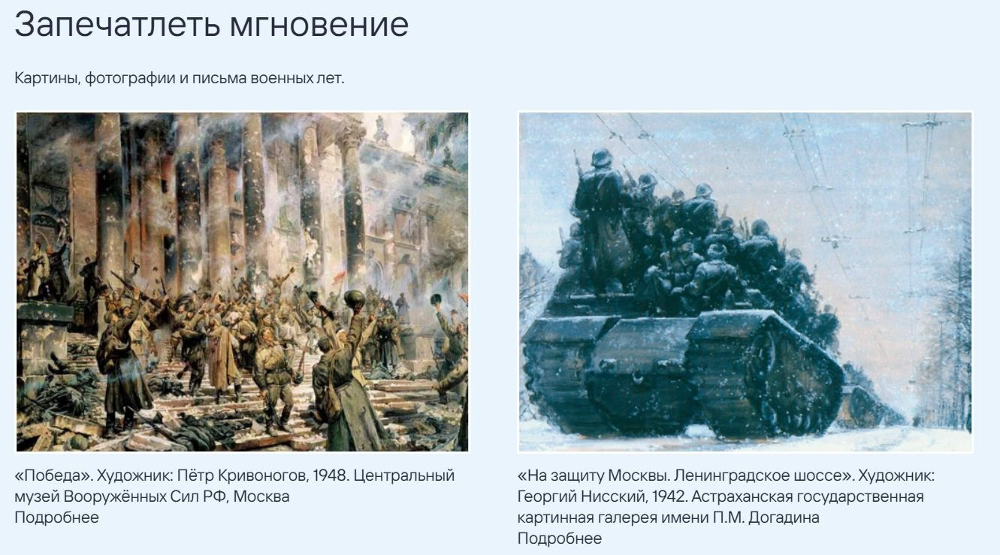 Запечатлеть мгновение
Картины, фотографии и письма военных лет.
«Победа». Художник: Пётр Кривоногов, 1948. Центральный
музей Вооружённых Сил РФ, Москва
Подробнее
«На защиту Москвы. Ленинградское шоссе». Художник:
Георгий Нисский, 1942. Астраханская государственная
картинная галерея имени П.М. Догадина
Подробнее